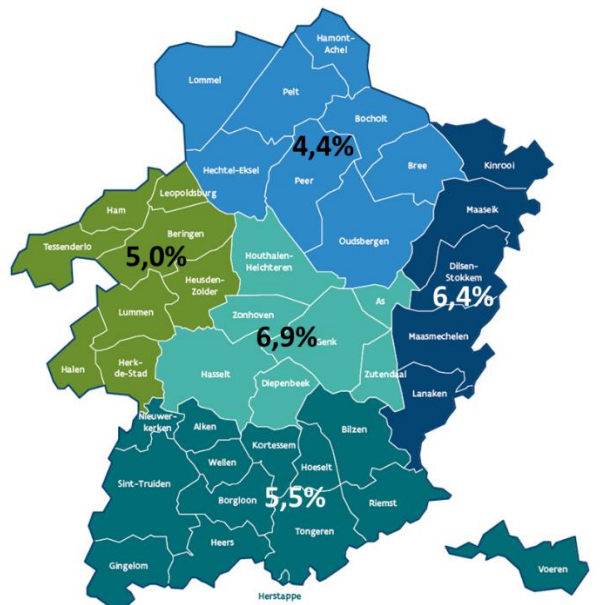 Hamont-
Achel
Lommel
Pelt
Bocholt
4,4%
Hechtel-Eksel
Peer
Bree
Kinrooi
Leopoldsburg
Ham
Maaseik
Tessenderlo
Beringen
5,0%
Oudsbergen
Houthalen-
Helchteren
Dilsen-
Stokkem
6,4%
Heusden-
Zolder
As
Lummen
Zonhoven
6,9%
Genk
Maasmechelen
Halen
Herk-
de-Stad
Hasselt
Diepenbeek
Zutendaal
Lanaken
Nieuwer-
kerken
Alken
Kortessem
Bilzen
Wellen
Hoeselt
Sint-Truiden
Borgloon
5,5%
Riemst
Heers
Tongeren
Gingelom
Voeren
Herstappe